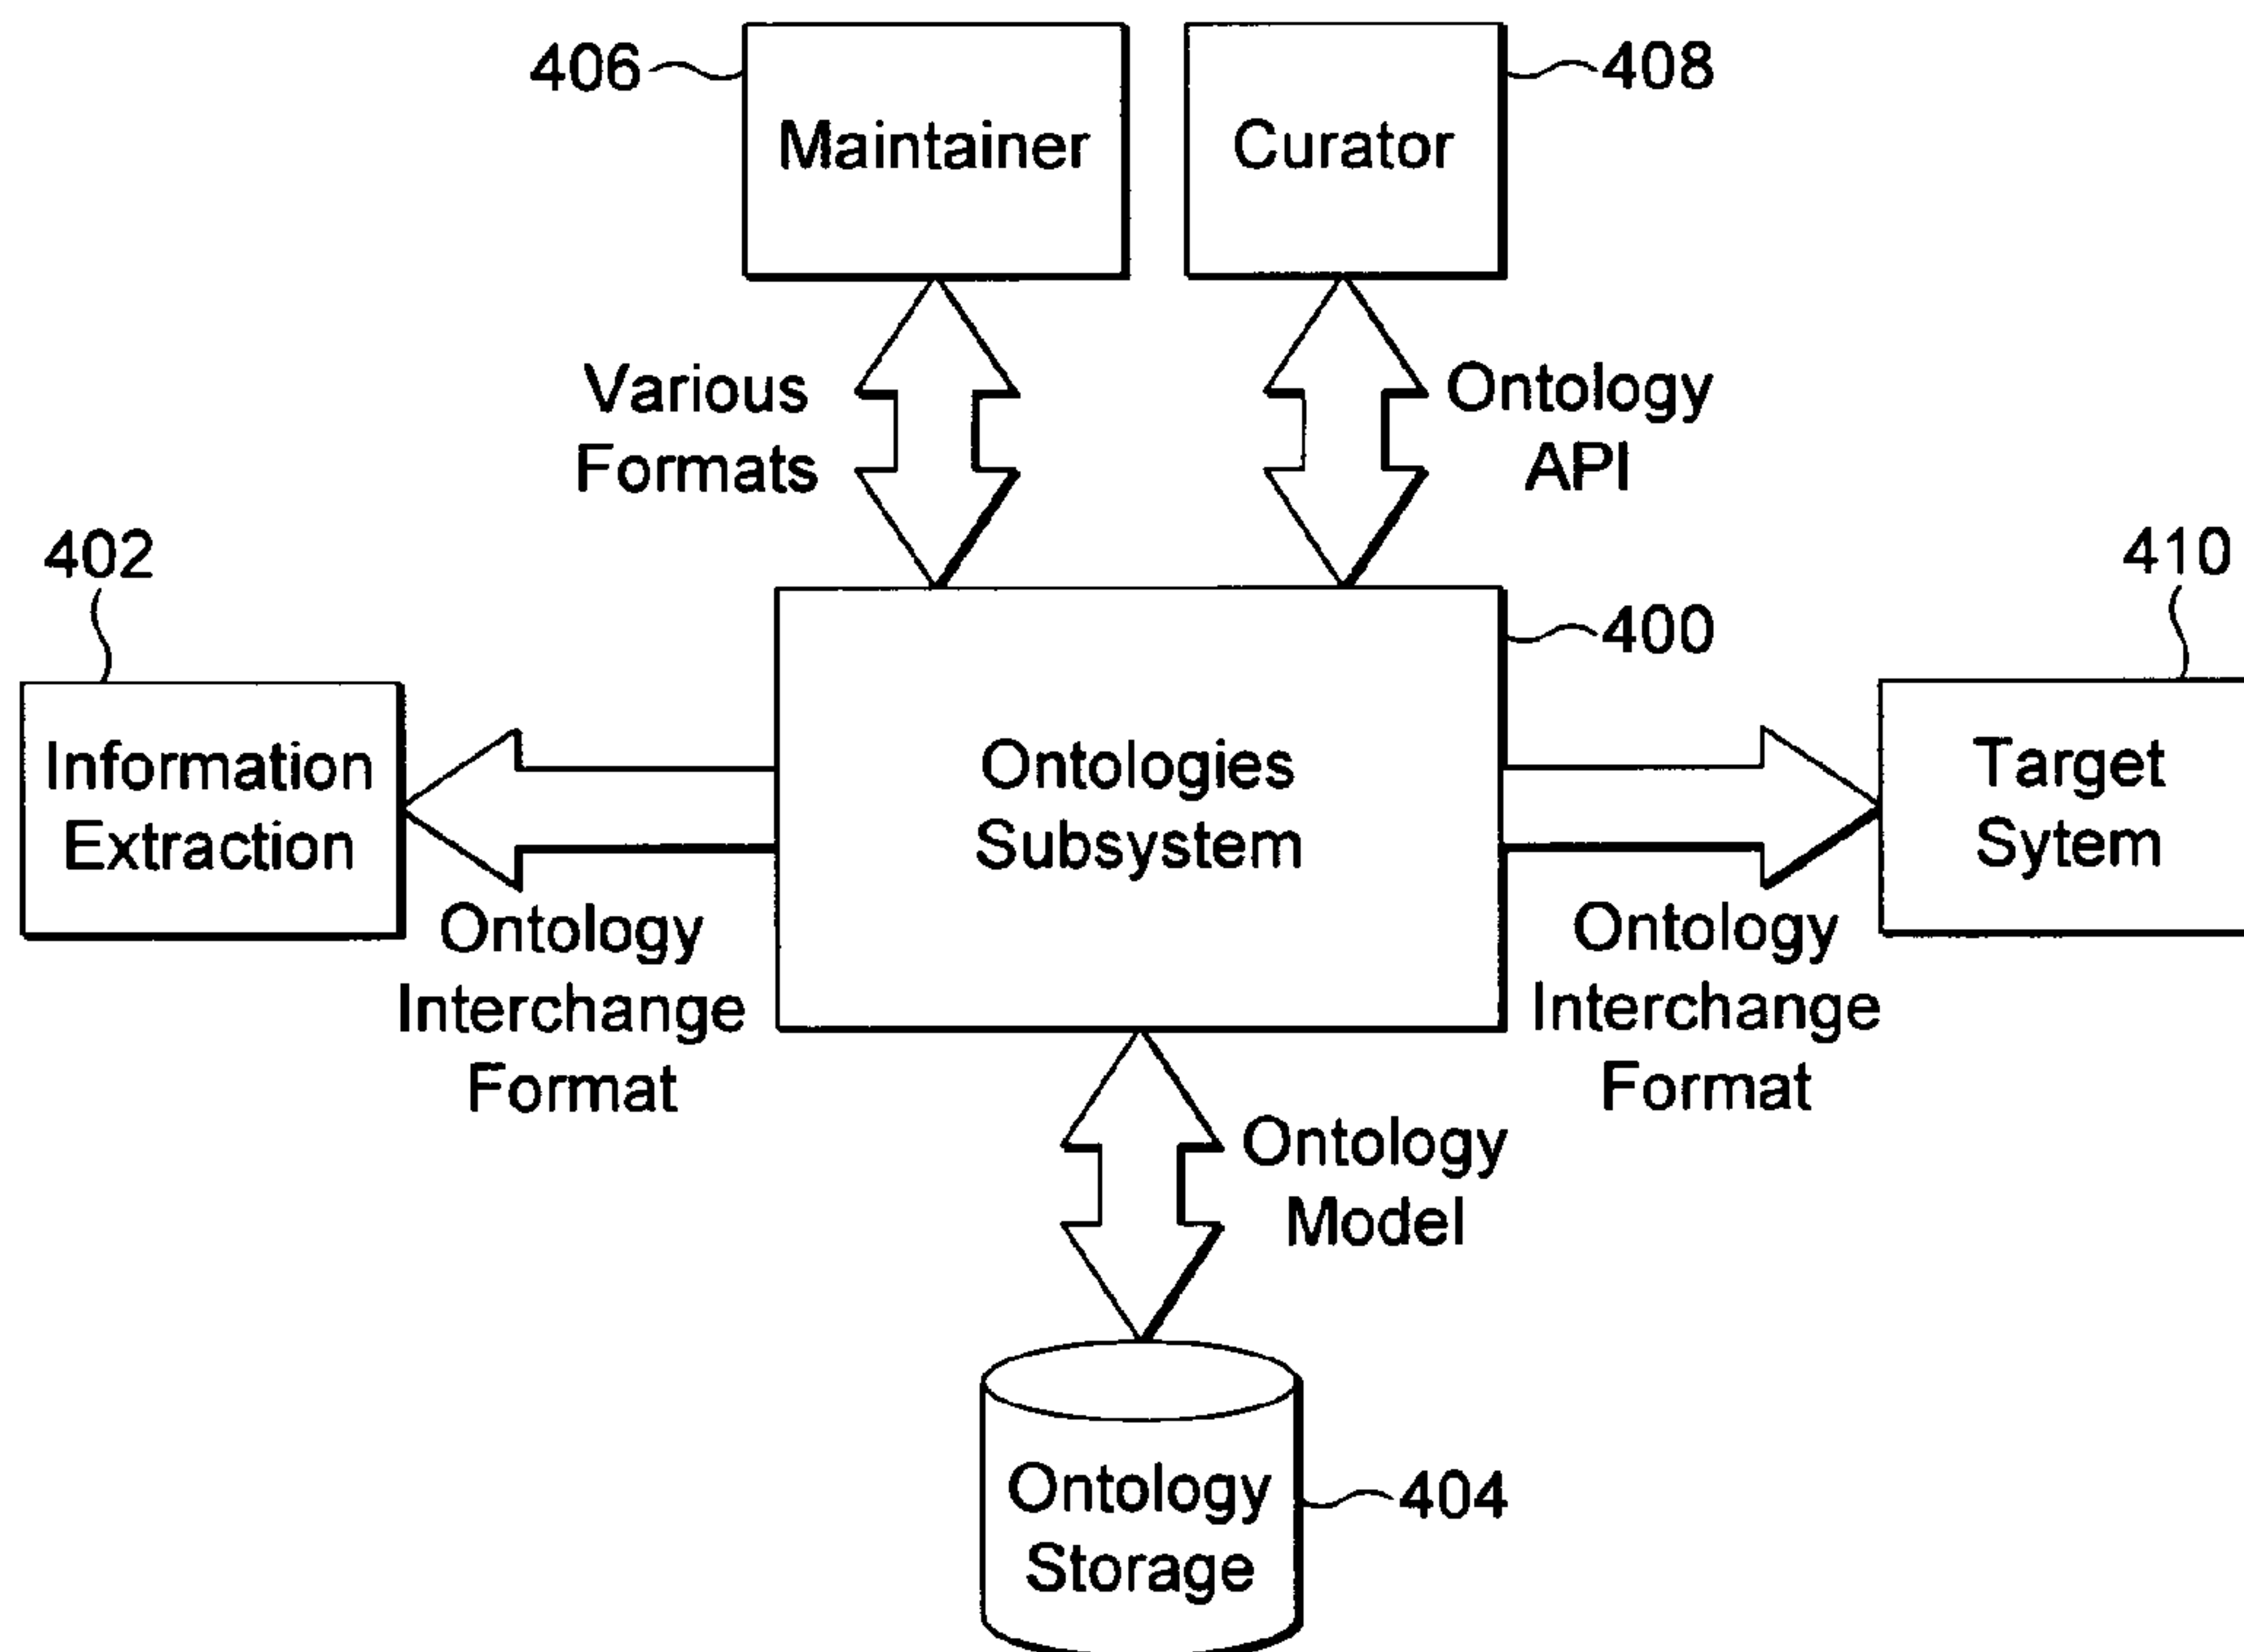 406
Maintainer
408
Curator
Various
Formats
Ontology
API
402
410
400
Information
Extraction
Ontologies
Subsystem
Target
Sytem
Ontology
Interchange
Format
Ontology
Interchange
Format
Ontology
Model
Ontology
Storage
404